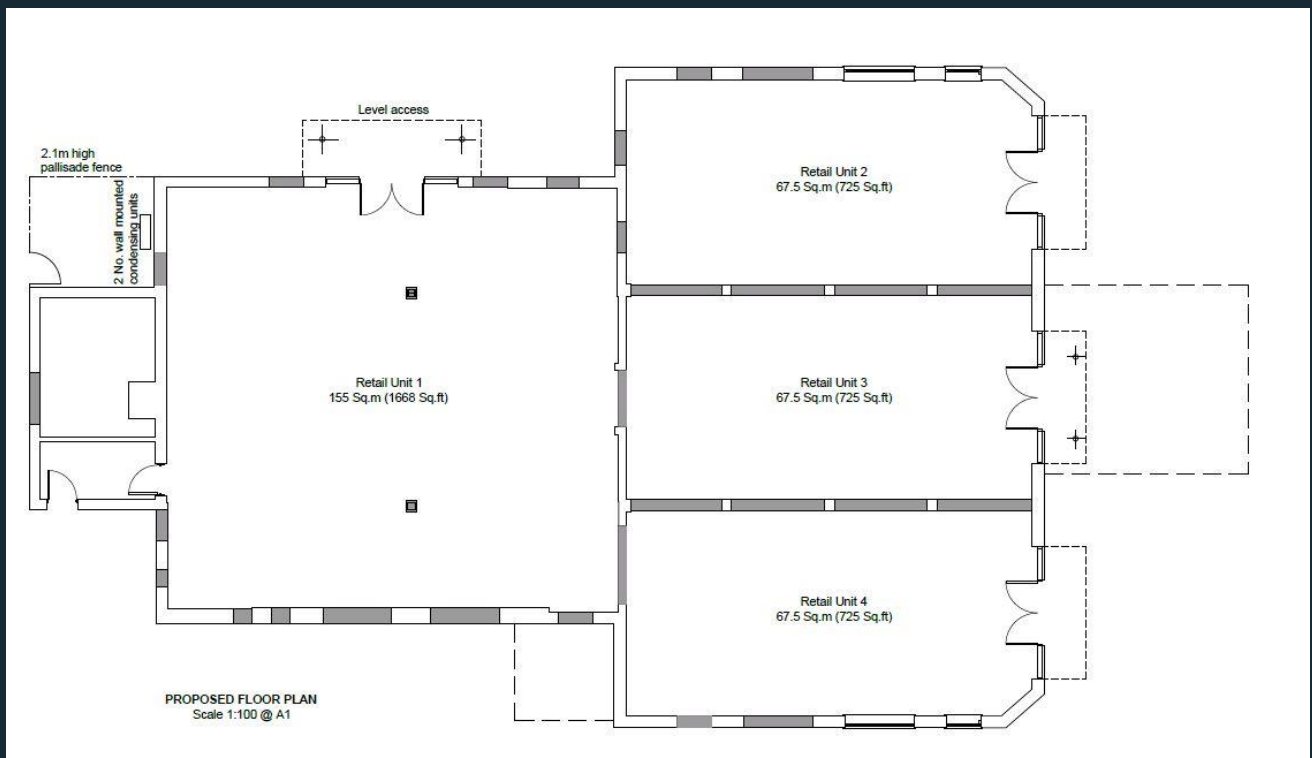 Level access
2.1m high
pallisade fence
2 No. wall mounted
condensing units
Retail Unit 2
67.5 Sq.m (725 Sq.ft)
Retail Unit 1
155 Sq.m (1668 Sq.ft)
Retail Unit 3
67.5 Sq.m (725 Sq.ft)
Retail Unit 4
67.5 Sq.m (725 Sq.ft)
PROPOSED FLOOR PLAN
Scale 1:100 @ A1